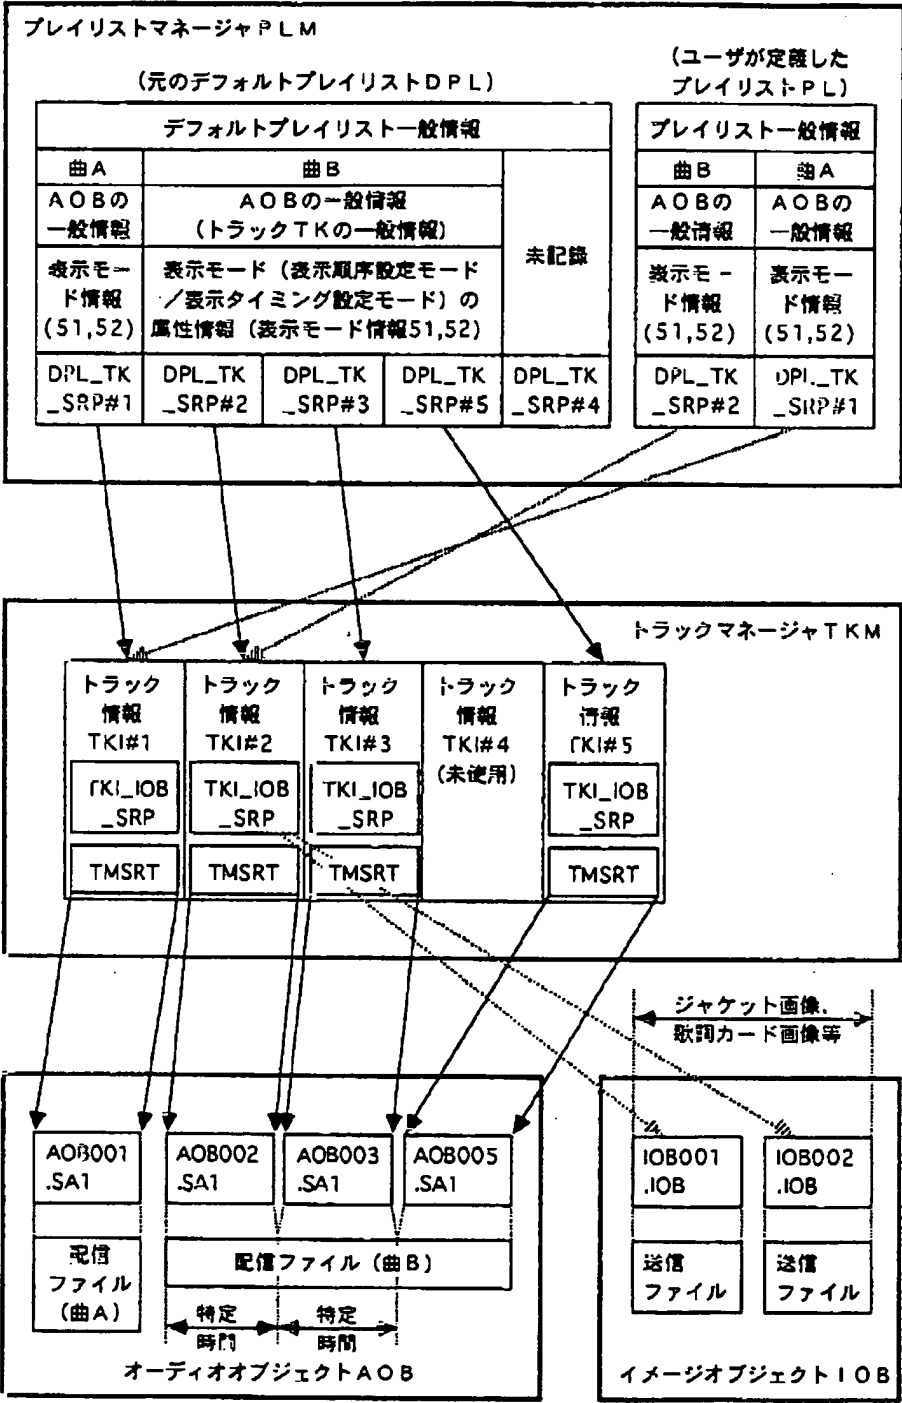 プレイリストマネージャPLM
(元のデフォルトプレイリストDPL)
(ユーザが定義した
プレイリストPL)
デフォルトプレイリスト一般情報
曲A
曲B
AOBの
一般情報
AOBの一般情報
(トラックTKの一般情報)
未記録
表示モー
ド情報
(51,52)
表示モード(表示順序設定モード
/表示タイミング設定モード)の
属性情報(表示モード情報51,52)
DPL_TK
_SRP#1
DPL_TK
_SRP#2
DPL_TK
_SRP#3
DPL_TK
_SRP#5
DPL_TK
_SRP#4
プレイリスト一般情報
曲B
曲A
AOBの
一般情報
AOBの
一般情報
表示モー
ド情報
(51,52)
表示モー
ド情報
(51,52)
DPL_TK
_SRP#2
DPL_TK
_SRP#1
トラックマネージャTKM
トラック
情報
TKI#1
トラック
情報
TKI#2
トラック
情報
TKI#3
トラック
情報
TKI#4
(未使用)
トラック
情報
TKI#5
TKI_IOB
_SRP
TKI_IOB
_SRP
TKI_IOB
_SRP
TKI_IOB
_SRP
TMSRT
TMSRT
TMSRT
TMSRT
ジャケット画像、
歌詞カード画像等
AOB001
.SA1
AOB002
.SA1
AOB003
.SA1
AOB005
.SA1
IOB001
.IOB
IOB002
.IOB
配信
ファイル
(曲A)
配信ファイル(曲B)
送信
ファイル
送信
ファイル
特定
時間
特定
時間
オーディオオブジェクトAOB
イメージオブジェクトIOB